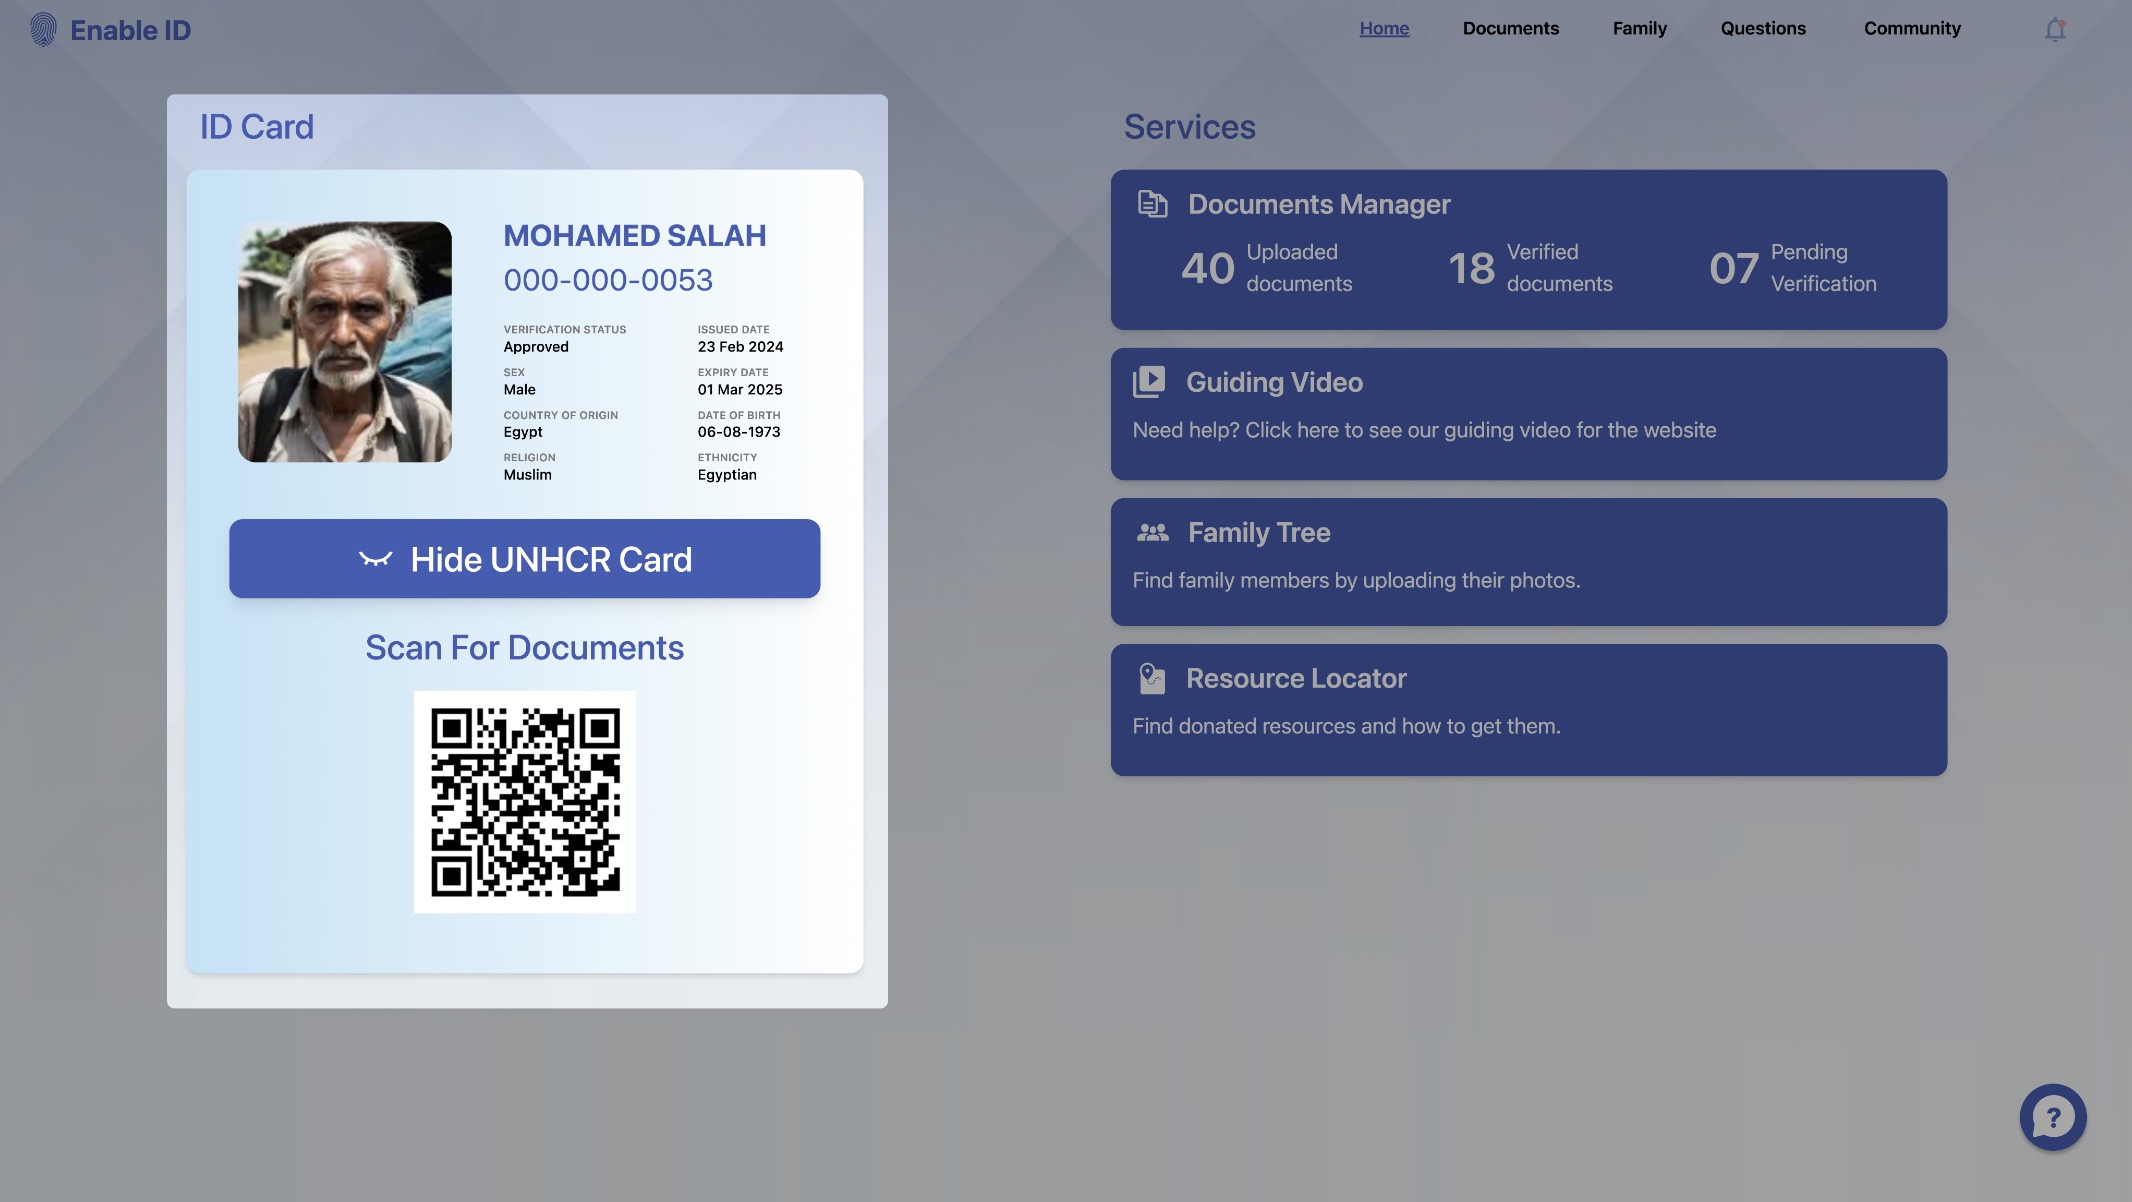 Enable ID
Home Documents Family Questions Community
ID Card
MOHAMED SALAH
000-000-0053
VERIFICATION STATUS ISSUED DATE
Approved 23 Feb 2024
SEX EXPIRY DATE
Male 01 Mar 2025
COUNTRY OF ORIGIN DATE OF BIRTH
Egypt 06-08-1973
RELIGION ETHNICITY
Muslim Egyptian
Hide UNHCR Card
Scan For Documents
Services
Documents Manager
40 Uploaded documents
18 Verified documents
07 Pending Verification
Guiding Video
Need help? Click here to see our guiding video for the website
Family Tree
Find family members by uploading their photos.
Resource Locator
Find donated resources and how to get them.
?